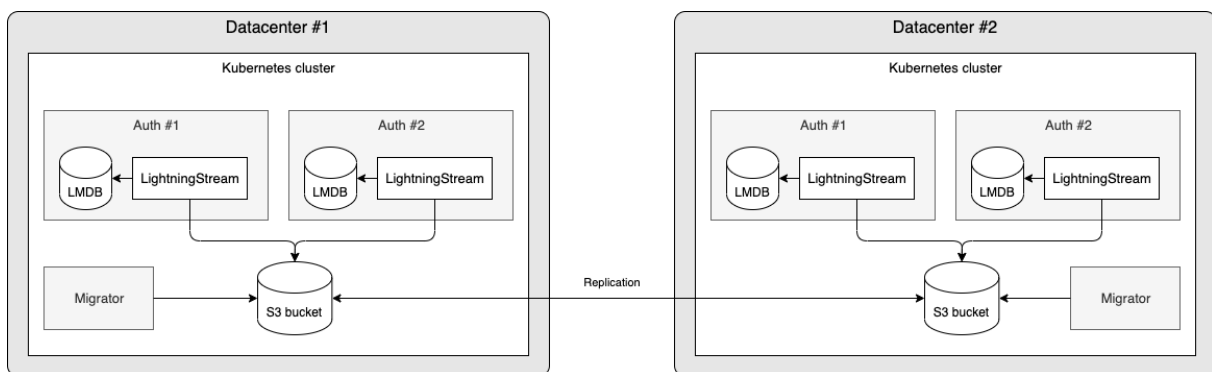 Datacenter #1
Kubernetes cluster
Auth #1
LMDB
LightningStream
Auth #2
LMDB
LightningStream
Migrator
S3 bucket
Replication
Datacenter #2
Kubernetes cluster
Auth #1
LMDB
LightningStream
Auth #2
LMDB
LightningStream
S3 bucket
Migrator